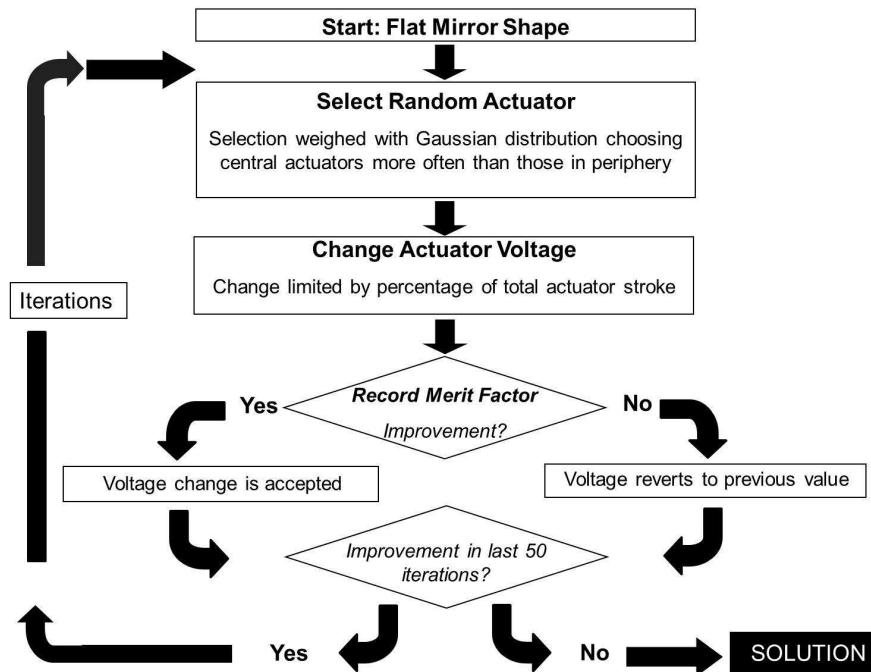 Start: Flat Mirror Shape
Select Random Actuator
Selection weighed with Gaussian distribution choosing
central actuators more often than those in periphery
Change Actuator Voltage
Change limited by percentage of total actuator stroke
Iterations
Record Merit Factor
Improvement?
Yes
No
Voltage change is accepted
Voltage reverts to previous value
Improvement in last 50
iterations?
Yes
No
SOLUTION